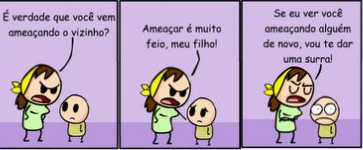 É verdade que você vem
ameaçando o vizinho?
Ameaçar é muito
feio, meu filho!
Se eu ver você
ameaçando alguém
de novo, vou te dar
uma surra!